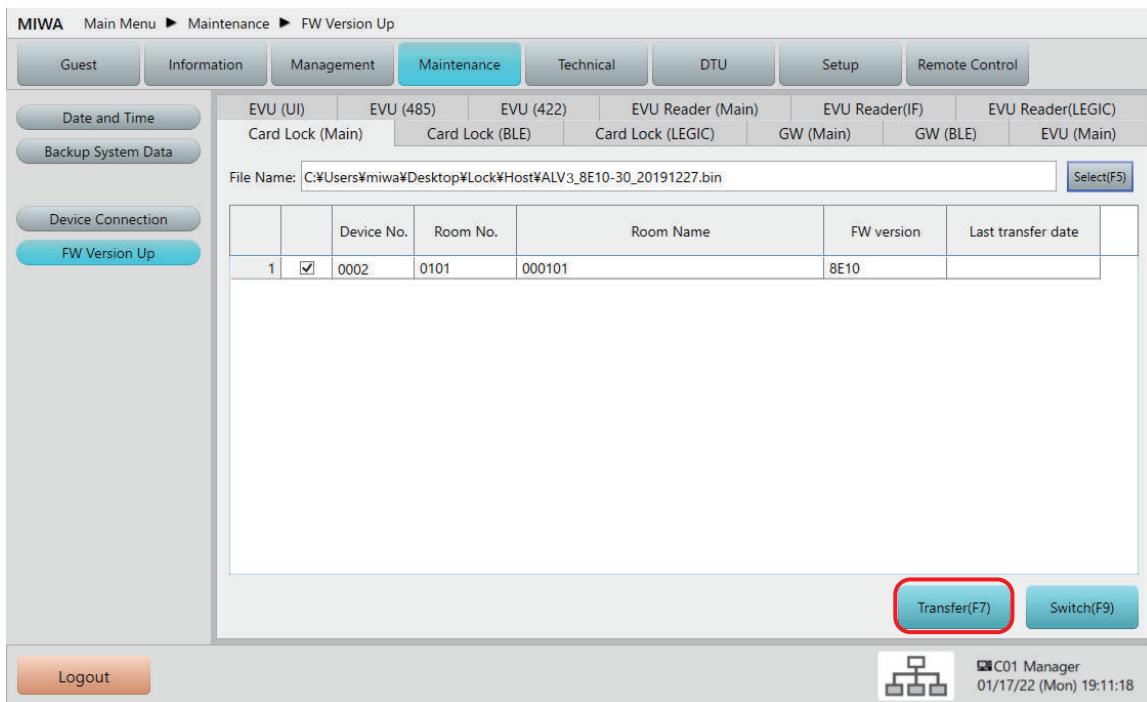 MIWA Main Menu ▶ Maintenance ▶ FW Version Up
Guest Information Management Maintenance Technical DTU Setup Remote Control
Date and Time
Backup System Data
Device Connection
FW Version Up
EVU (UI) EVU (485) EVU (422) EVU Reader (Main) EVU Reader(IF) EVU Reader(LEGIC)
Card Lock (Main) Card Lock (BLE) Card Lock (LEGIC) GW (Main) GW (BLE) EVU (Main)
File Name: C:¥Users¥miwa¥Desktop¥Lock¥Host¥ALV3_8E10-30_20191227.bin Select(F5)
Device No. Room No. Room Name FW version Last transfer date
1 0002 0101 000101 8E10
Transfer(F7) Switch(F9)
Logout
C01 Manager
01/17/22 (Mon) 19:11:18